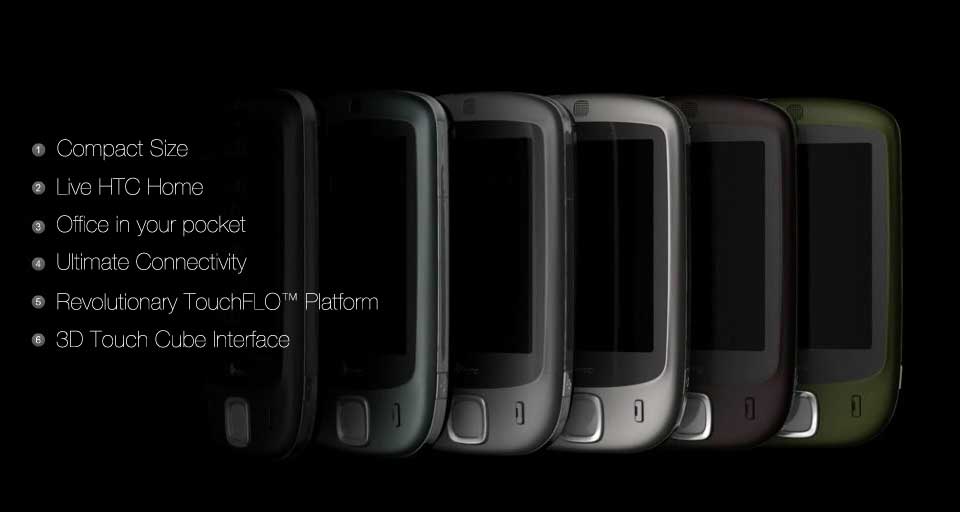 1 Compact Size
2 Live HTC Home
3 Office in your pocket
4 Ultimate Connectivity
5 Revolutionary TouchFLO™ Platform
6 3D Touch Cube Interface